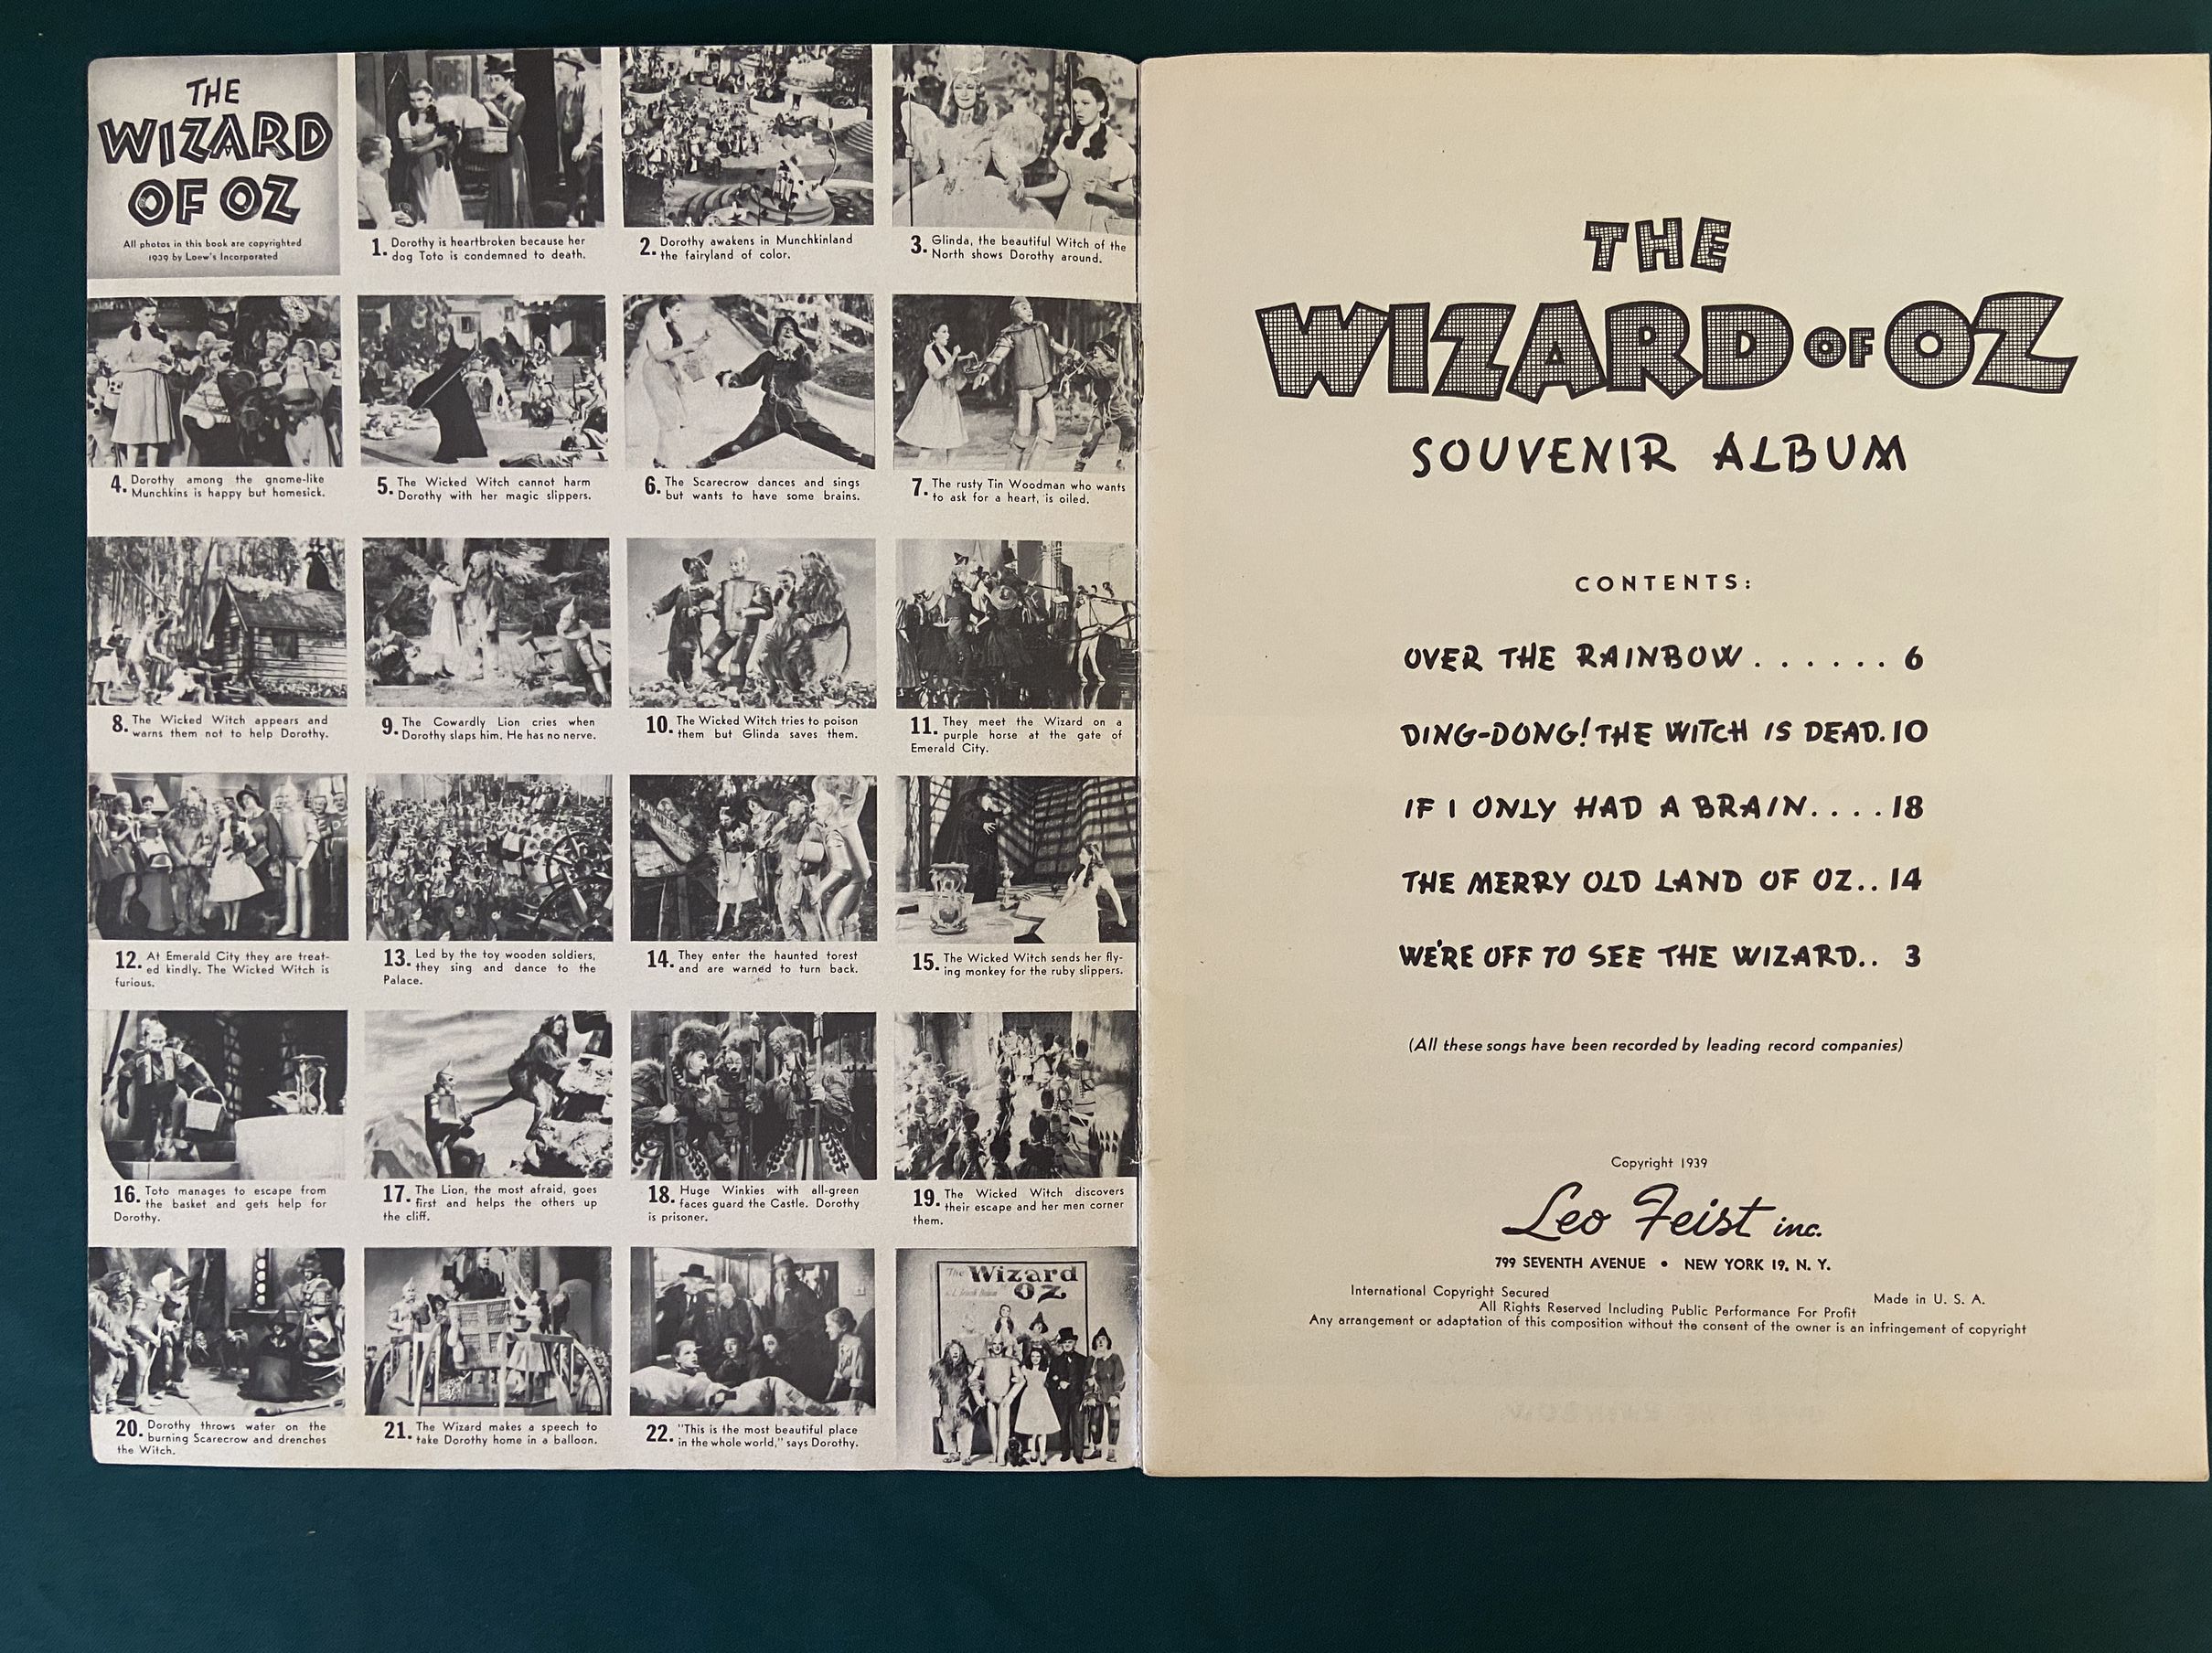 THE
WIZARD
OF OZ
All photos in this book are copyrighted
1939 by Loew's Incorporated
1. Dorothy is heartbroken because her
dog Toto is condemned to death.
2. Dorothy awakens in Munchkinland
the fairyland of color.
3. Glinda, the beautiful Witch of the
North shows Dorothy around.
4. Dorothy among the gnome-like
Munchkins is happy but homesick.
5. The Wicked Witch cannot harm
Dorothy with her magic slippers.
6. The Scarecrow dances and sings
but wants to have some brains.
7. The rusty Tin Woodman who wants
to ask for a heart, is oiled.
8. The Wicked Witch appears and
warns them not to help Dorothy.
9. The Cowardly Lion cries when
Dorothy slaps him. He has no nerve.
10. The Wicked Witch tries to poison
them but Glinda saves them.
11. They meet the Wizard on a
purple horse at the gate of
Emerald City.
12. At Emerald City they are treat-
ed kindly. The Wicked Witch is
furious.
13. Led by the toy wooden soldiers,
they sing and dance to the
Palace.
14. They enter the haunted forest
and are warned to turn back.
15. The Wicked Witch sends her fly-
ing monkey for the ruby slippers.
16. Toto manages to escape from
the basket and gets help for
Dorothy.
17. The Lion, the most afraid, goes
first and helps the others up
the cliff.
18. Huge Winkies with all-green
faces guard the Castle. Dorothy
is prisoner.
19. The Wicked Witch discovers
their escape and her men corner
them.
The Wizard
OZ
20. Dorothy throws water on the
burning Scarecrow and drenches
the Witch.
21. The Wizard makes a speech to
take Dorothy home in a balloon.
22. "This is the most beautiful place
in the whole world," says Dorothy.
THE
WIZARD OF OZ
SOUVENIR ALBUM
CONTENTS:
OVER THE RAINBOW . . . . . . 6
DING-DONG! THE WITCH IS DEAD. 10
IF I ONLY HAD A BRAIN. . . . 18
THE MERRY OLD LAND OF OZ. . 14
WE'RE OFF TO SEE THE WIZARD. . 3
(All these songs have been recorded by leading record companies)
Copyright 1939
Leo Feist inc.
799 SEVENTH AVENUE • NEW YORK 19, N. Y.
International Copyright Secured Made in U. S. A.
All Rights Reserved Including Public Performance For Profit
Any arrangement or adaptation of this composition without the consent of the owner is an infringement of copyright